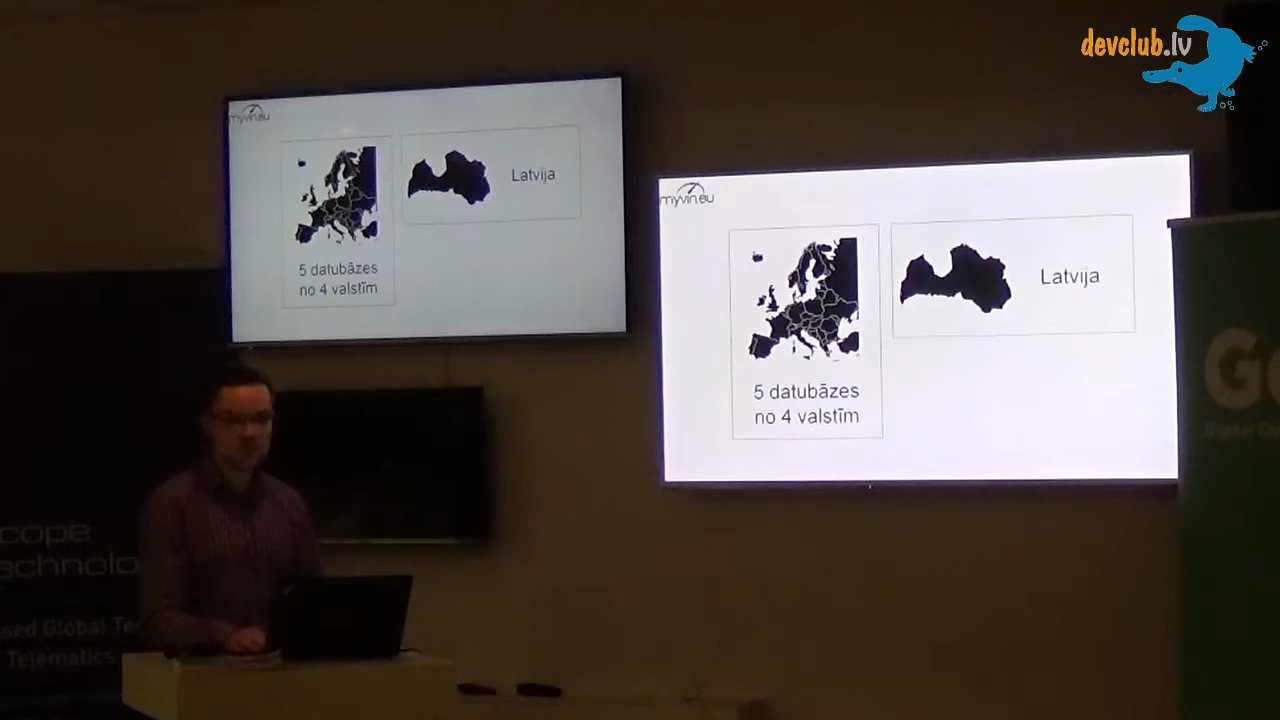 devclub.lv
myvin.eu
Latvija
5 datubāzes
no 4 valstīm
myvin.eu
Latvija
5 datubāzes
no 4 valstīm
Ge
cope
echnolo
sed Global Te
Telematics